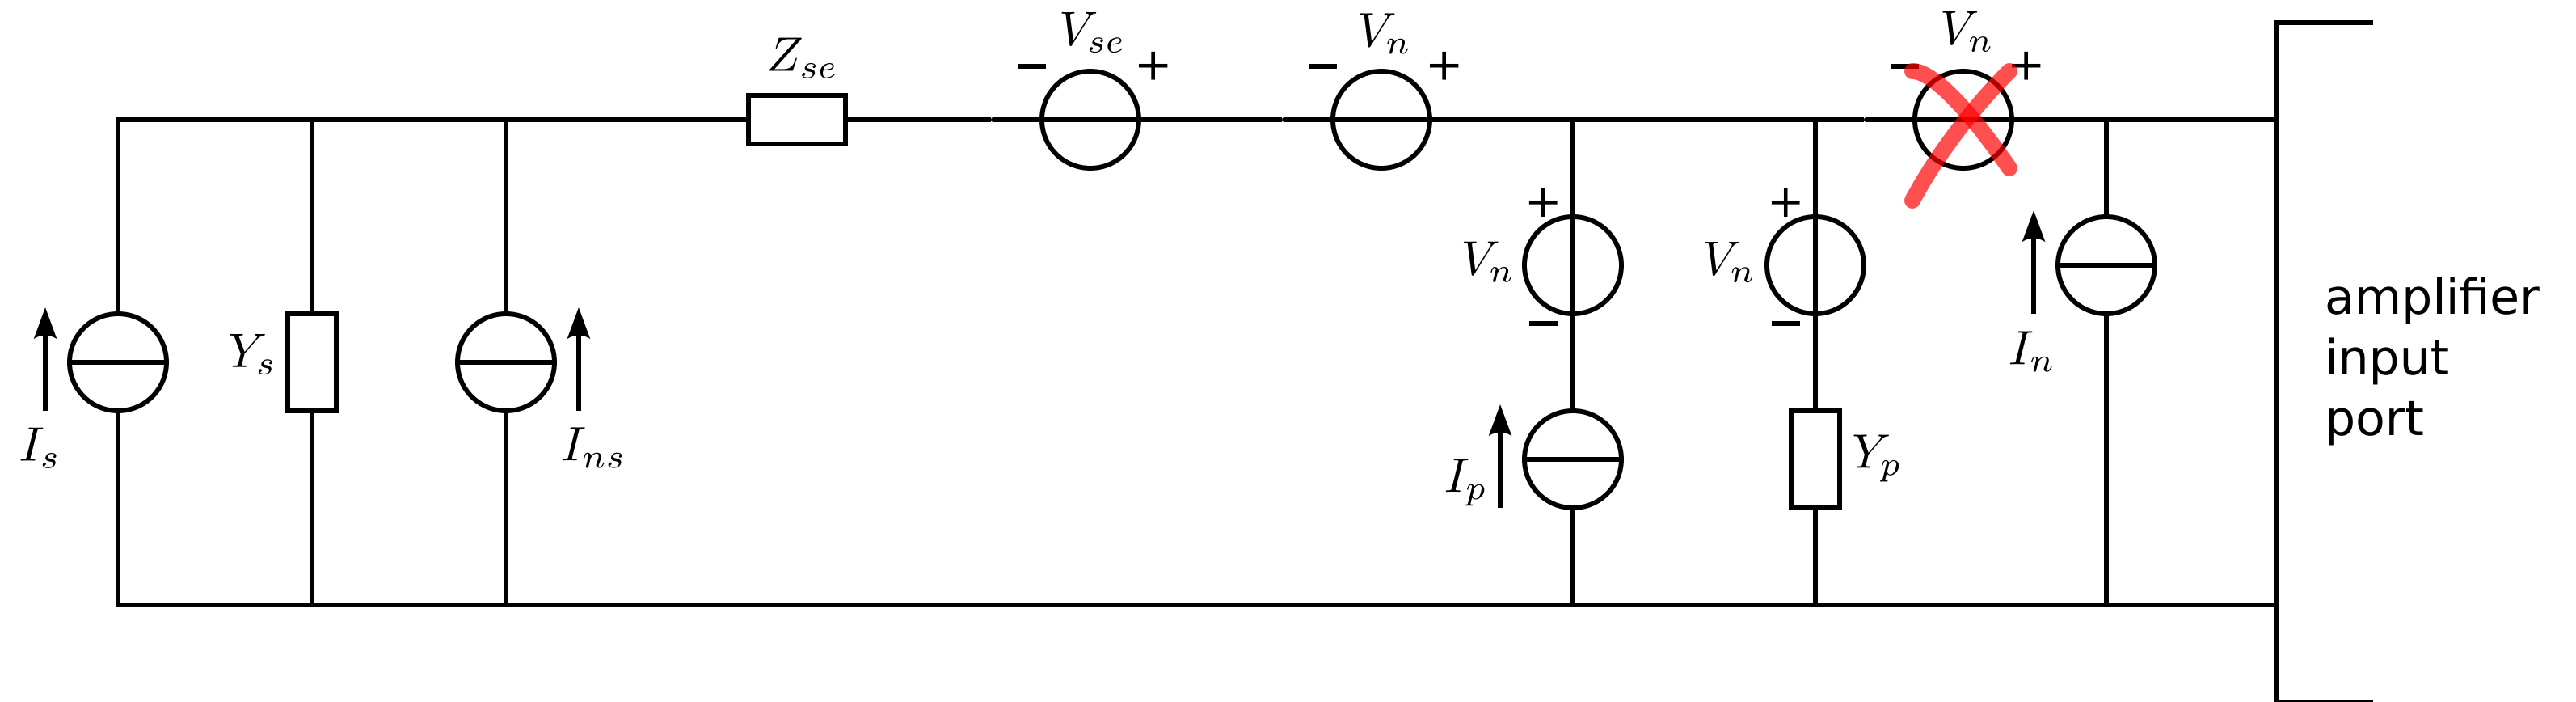 Z_se
− V_se +
− V_n +
− V_n +
+
V_n
−
+
V_n
−
Y_s
I_n
I_s
I_ns
I_p
Y_p
amplifier
input
port